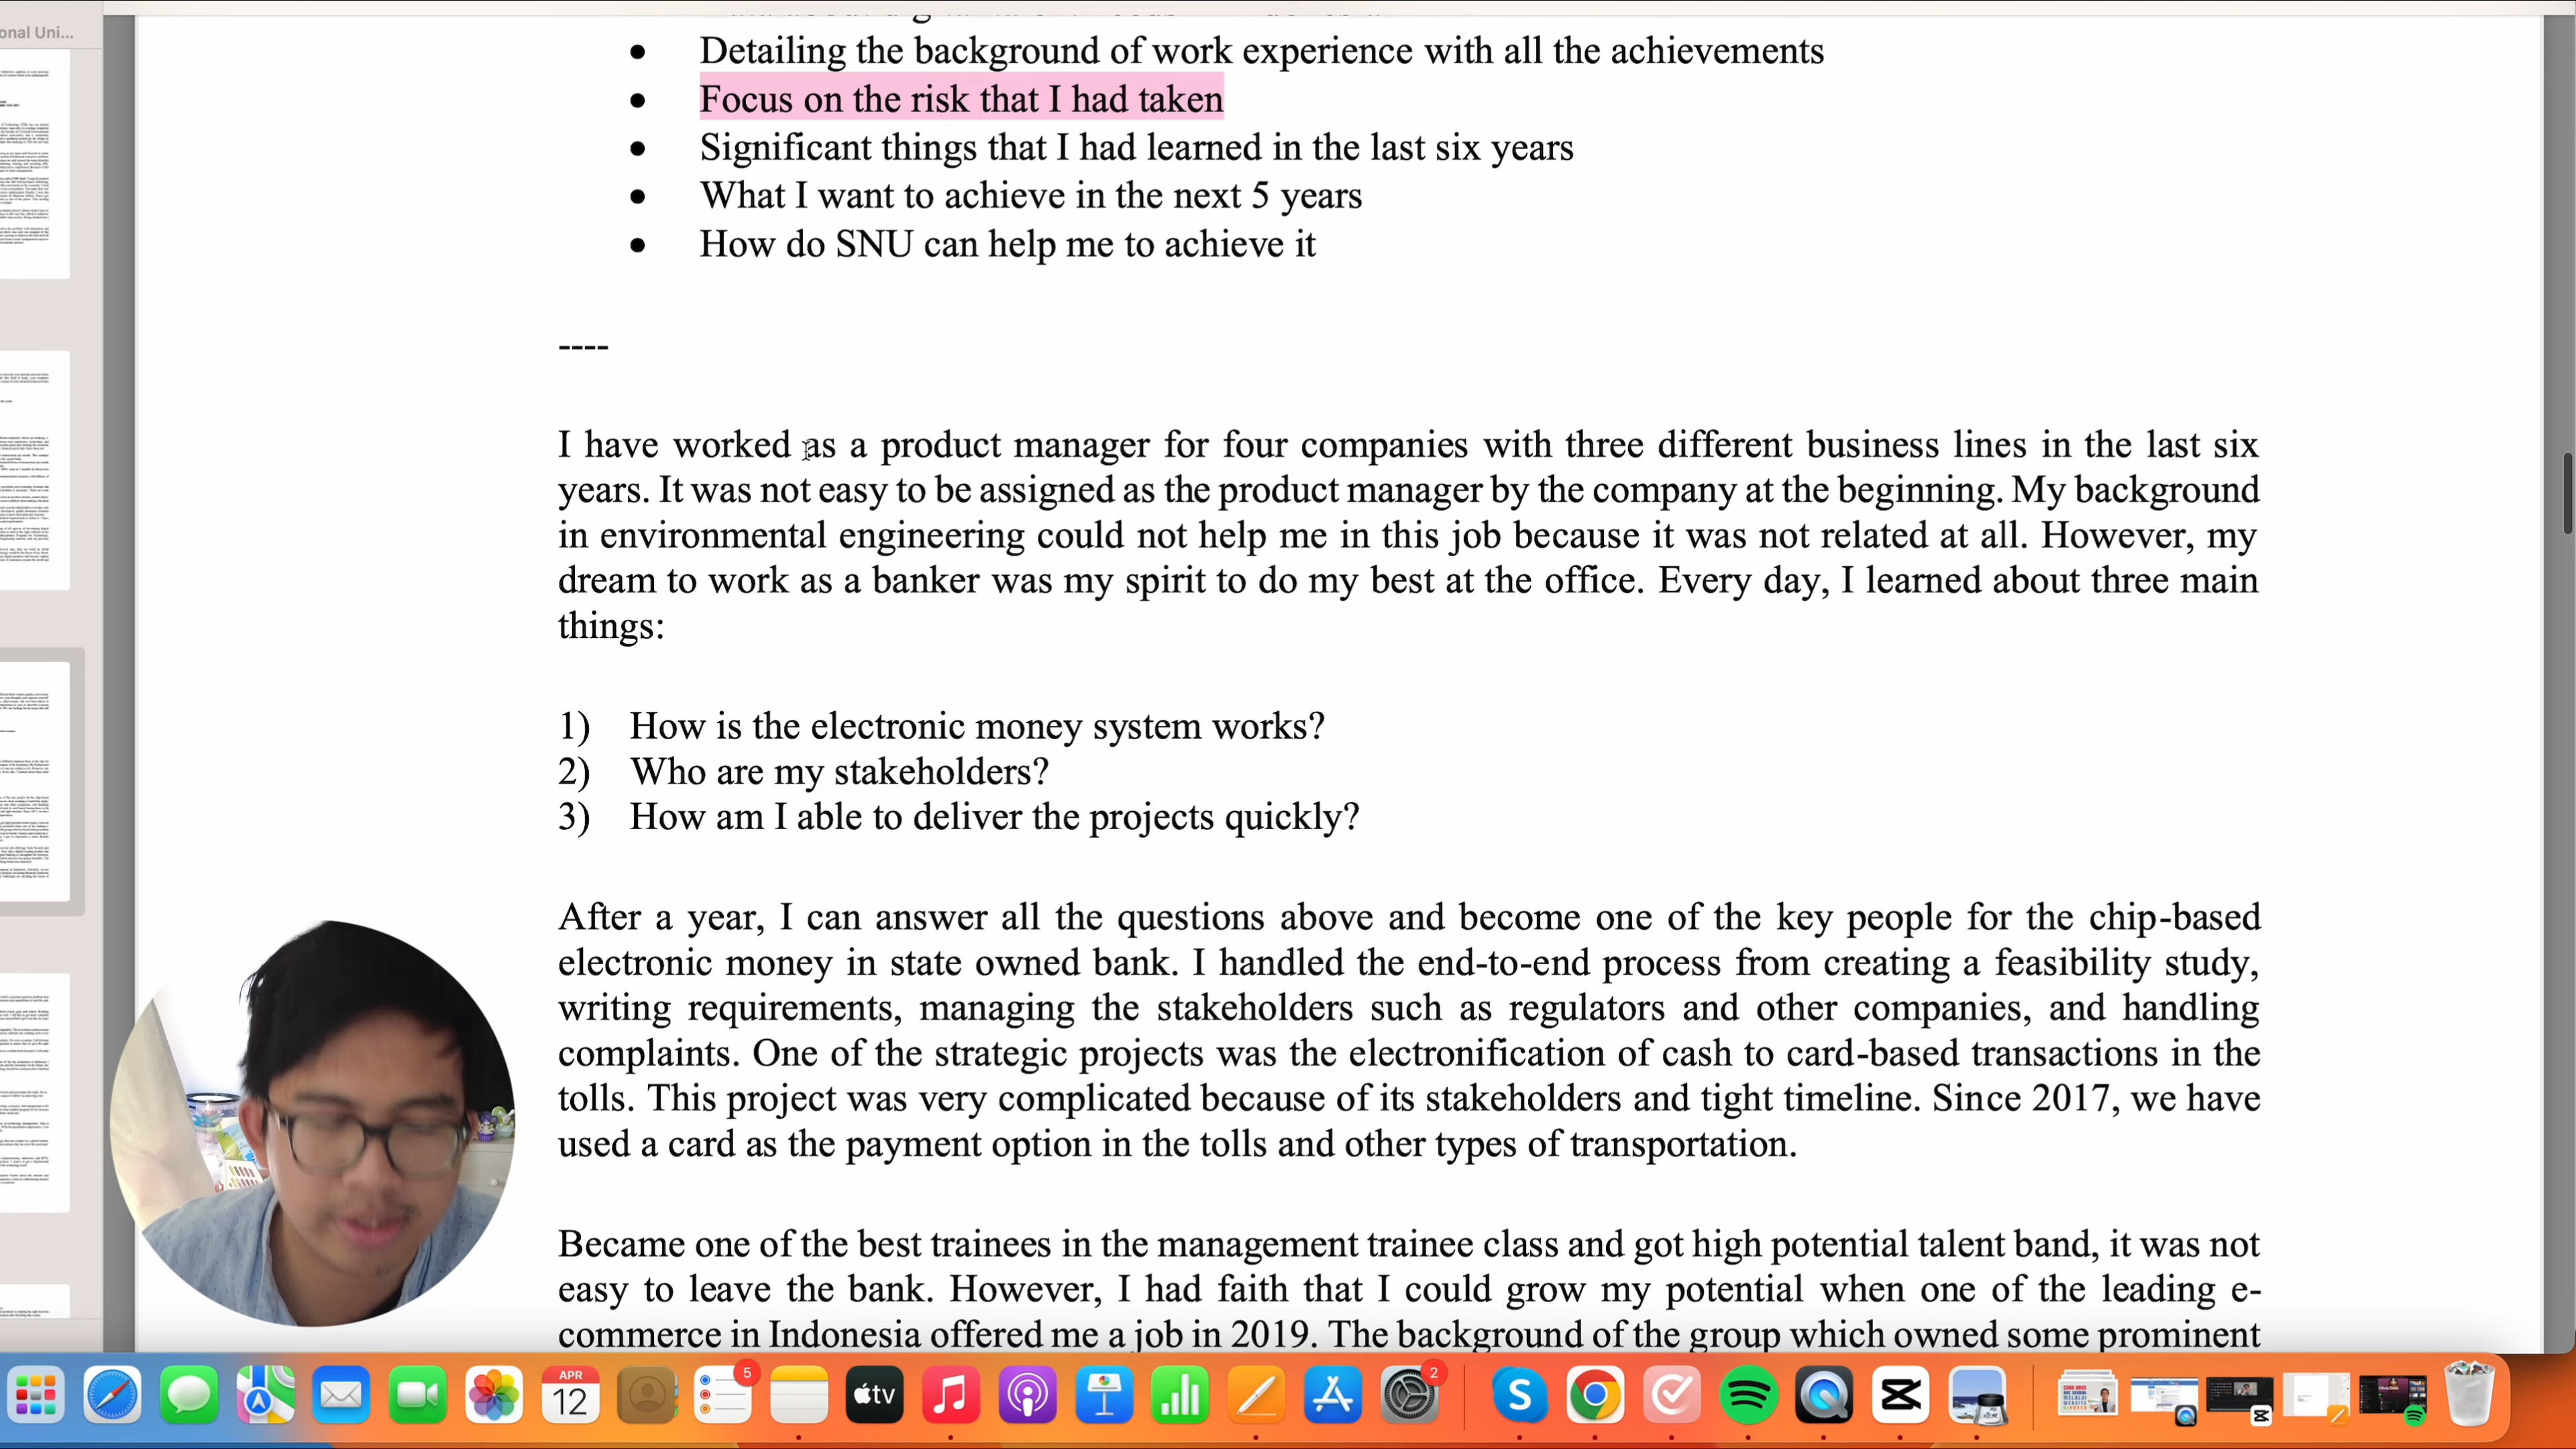 onal Uni...
• Detailing the background of work experience with all the achievements
• Focus on the risk that I had taken
• Significant things that I had learned in the last six years
• What I want to achieve in the next 5 years
• How do SNU can help me to achieve it
----
I have worked as a product manager for four companies with three different business lines in the last six
years. It was not easy to be assigned as the product manager by the company at the beginning. My background
in environmental engineering could not help me in this job because it was not related at all. However, my
dream to work as a banker was my spirit to do my best at the office. Every day, I learned about three main
things:
1) How is the electronic money system works?
2) Who are my stakeholders?
3) How am I able to deliver the projects quickly?
After a year, I can answer all the questions above and become one of the key people for the chip-based
electronic money in state owned bank. I handled the end-to-end process from creating a feasibility study,
writing requirements, managing the stakeholders such as regulators and other companies, and handling
complaints. One of the strategic projects was the electronification of cash to card-based transactions in the
tolls. This project was very complicated because of its stakeholders and tight timeline. Since 2017, we have
used a card as the payment option in the tolls and other types of transportation.
Became one of the best trainees in the management trainee class and got high potential talent band, it was not
easy to leave the bank. However, I had faith that I could grow my potential when one of the leading e-
commerce in Indonesia offered me a job in 2019. The background of the group which owned some prominent
APR
12
5
tv
2
S